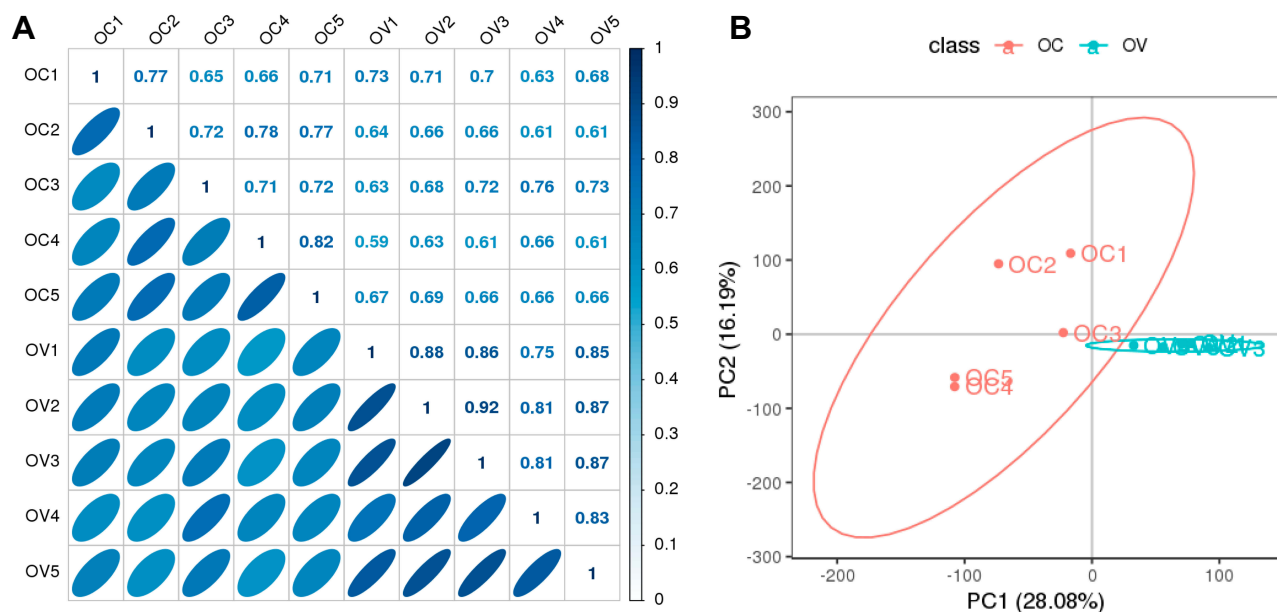 A
OC1 OC2 OC3 OC4 OC5 OV1 OV2 OV3 OV4 OV5
OC1 1 0.77 0.65 0.66 0.71 0.73 0.71 0.7 0.63 0.68
OC2 1 0.72 0.78 0.77 0.64 0.66 0.66 0.61 0.61
OC3 1 0.71 0.72 0.63 0.68 0.72 0.76 0.73
OC4 1 0.82 0.59 0.63 0.61 0.66 0.61
OC5 1 0.67 0.69 0.66 0.66 0.66
OV1 1 0.88 0.86 0.75 0.85
OV2 1 0.92 0.81 0.87
OV3 1 0.81 0.87
OV4 1 0.83
OV5 1
1
0.9
0.8
0.7
0.6
0.5
0.4
0.3
0.2
0.1
0
B
class a OC a OV
PC2 (16.19%)
300
200
100
0
-100
-200
-300
OC1
OC2
OC3
OC5
OC4
-200 -100 0 100
PC1 (28.08%)